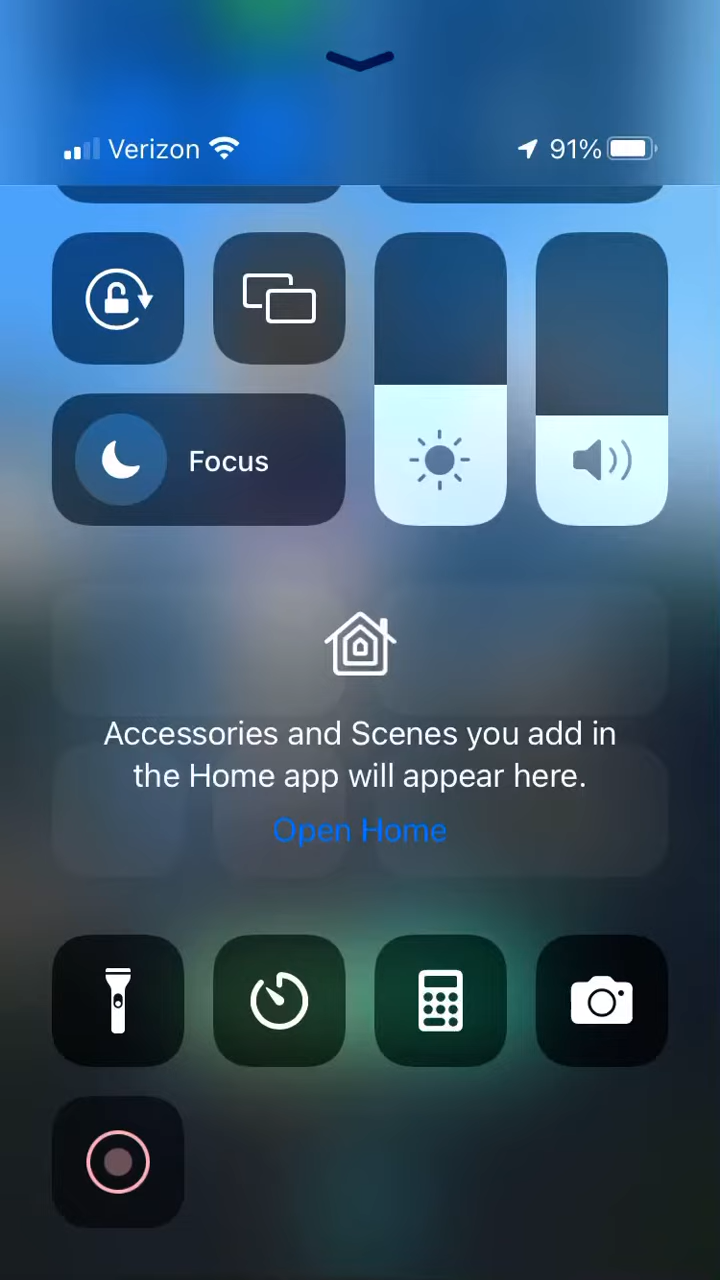 Verizon 91%
Focus
Accessories and Scenes you add in
the Home app will appear here.
Open Home